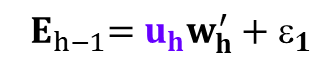 E_{h−1} = u_h w′_h + ε_1